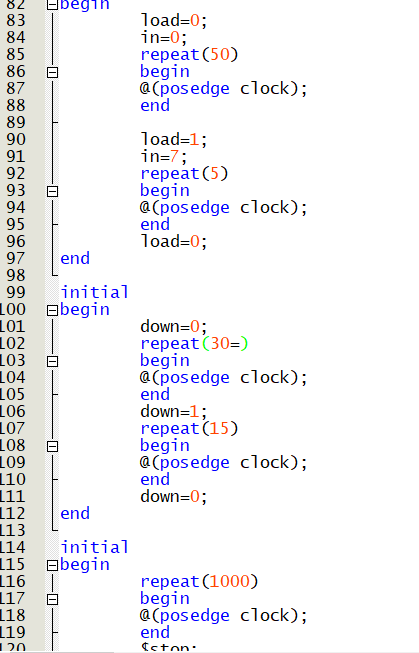 82 begin
83 load=0;
84 in=0;
85 repeat(50)
86 begin
87 @(posedge clock);
88 end
89
90 load=1;
91 in=7;
92 repeat(5)
93 begin
94 @(posedge clock);
95 end
96 load=0;
97 end
98
99 initial
100 begin
101 down=0;
102 repeat(30=)
103 begin
104 @(posedge clock);
105 end
106 down=1;
107 repeat(15)
108 begin
109 @(posedge clock);
110 end
111 down=0;
112 end
113
114 initial
115 begin
116 repeat(1000)
117 begin
118 @(posedge clock);
119 end
120 $stop;